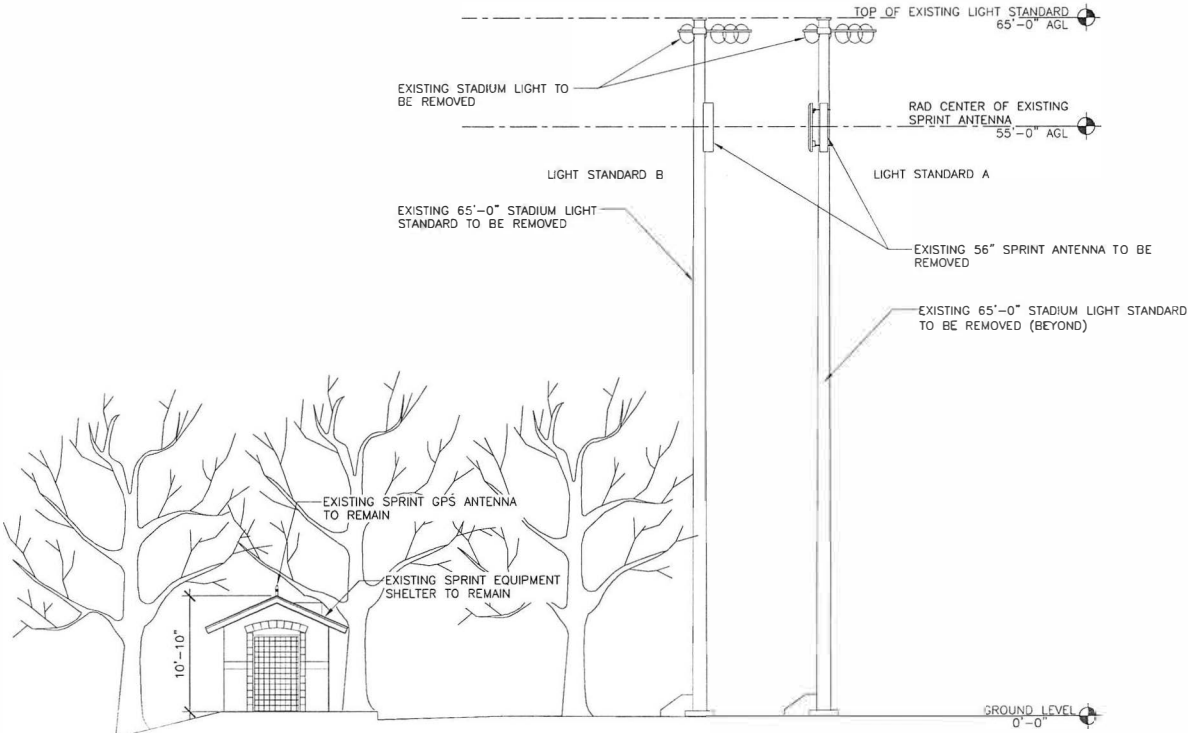 TOP OF EXISTING LIGHT STANDARD
65'-0" AGL
EXISTING STADIUM LIGHT TO
BE REMOVED
RAD CENTER OF EXISTING
SPRINT ANTENNA
55'-0" AGL
LIGHT STANDARD B
LIGHT STANDARD A
EXISTING 65'-0" STADIUM LIGHT
STANDARD TO BE REMOVED
EXISTING 56" SPRINT ANTENNA TO BE
REMOVED
EXISTING 65'-0" STADIUM LIGHT STANDARD
TO BE REMOVED (BEYOND)
EXISTING SPRINT GPS ANTENNA
TO REMAIN
EXISTING SPRINT EQUIPMENT
SHELTER TO REMAIN
10'-10"
GROUND LEVEL
0'-0"